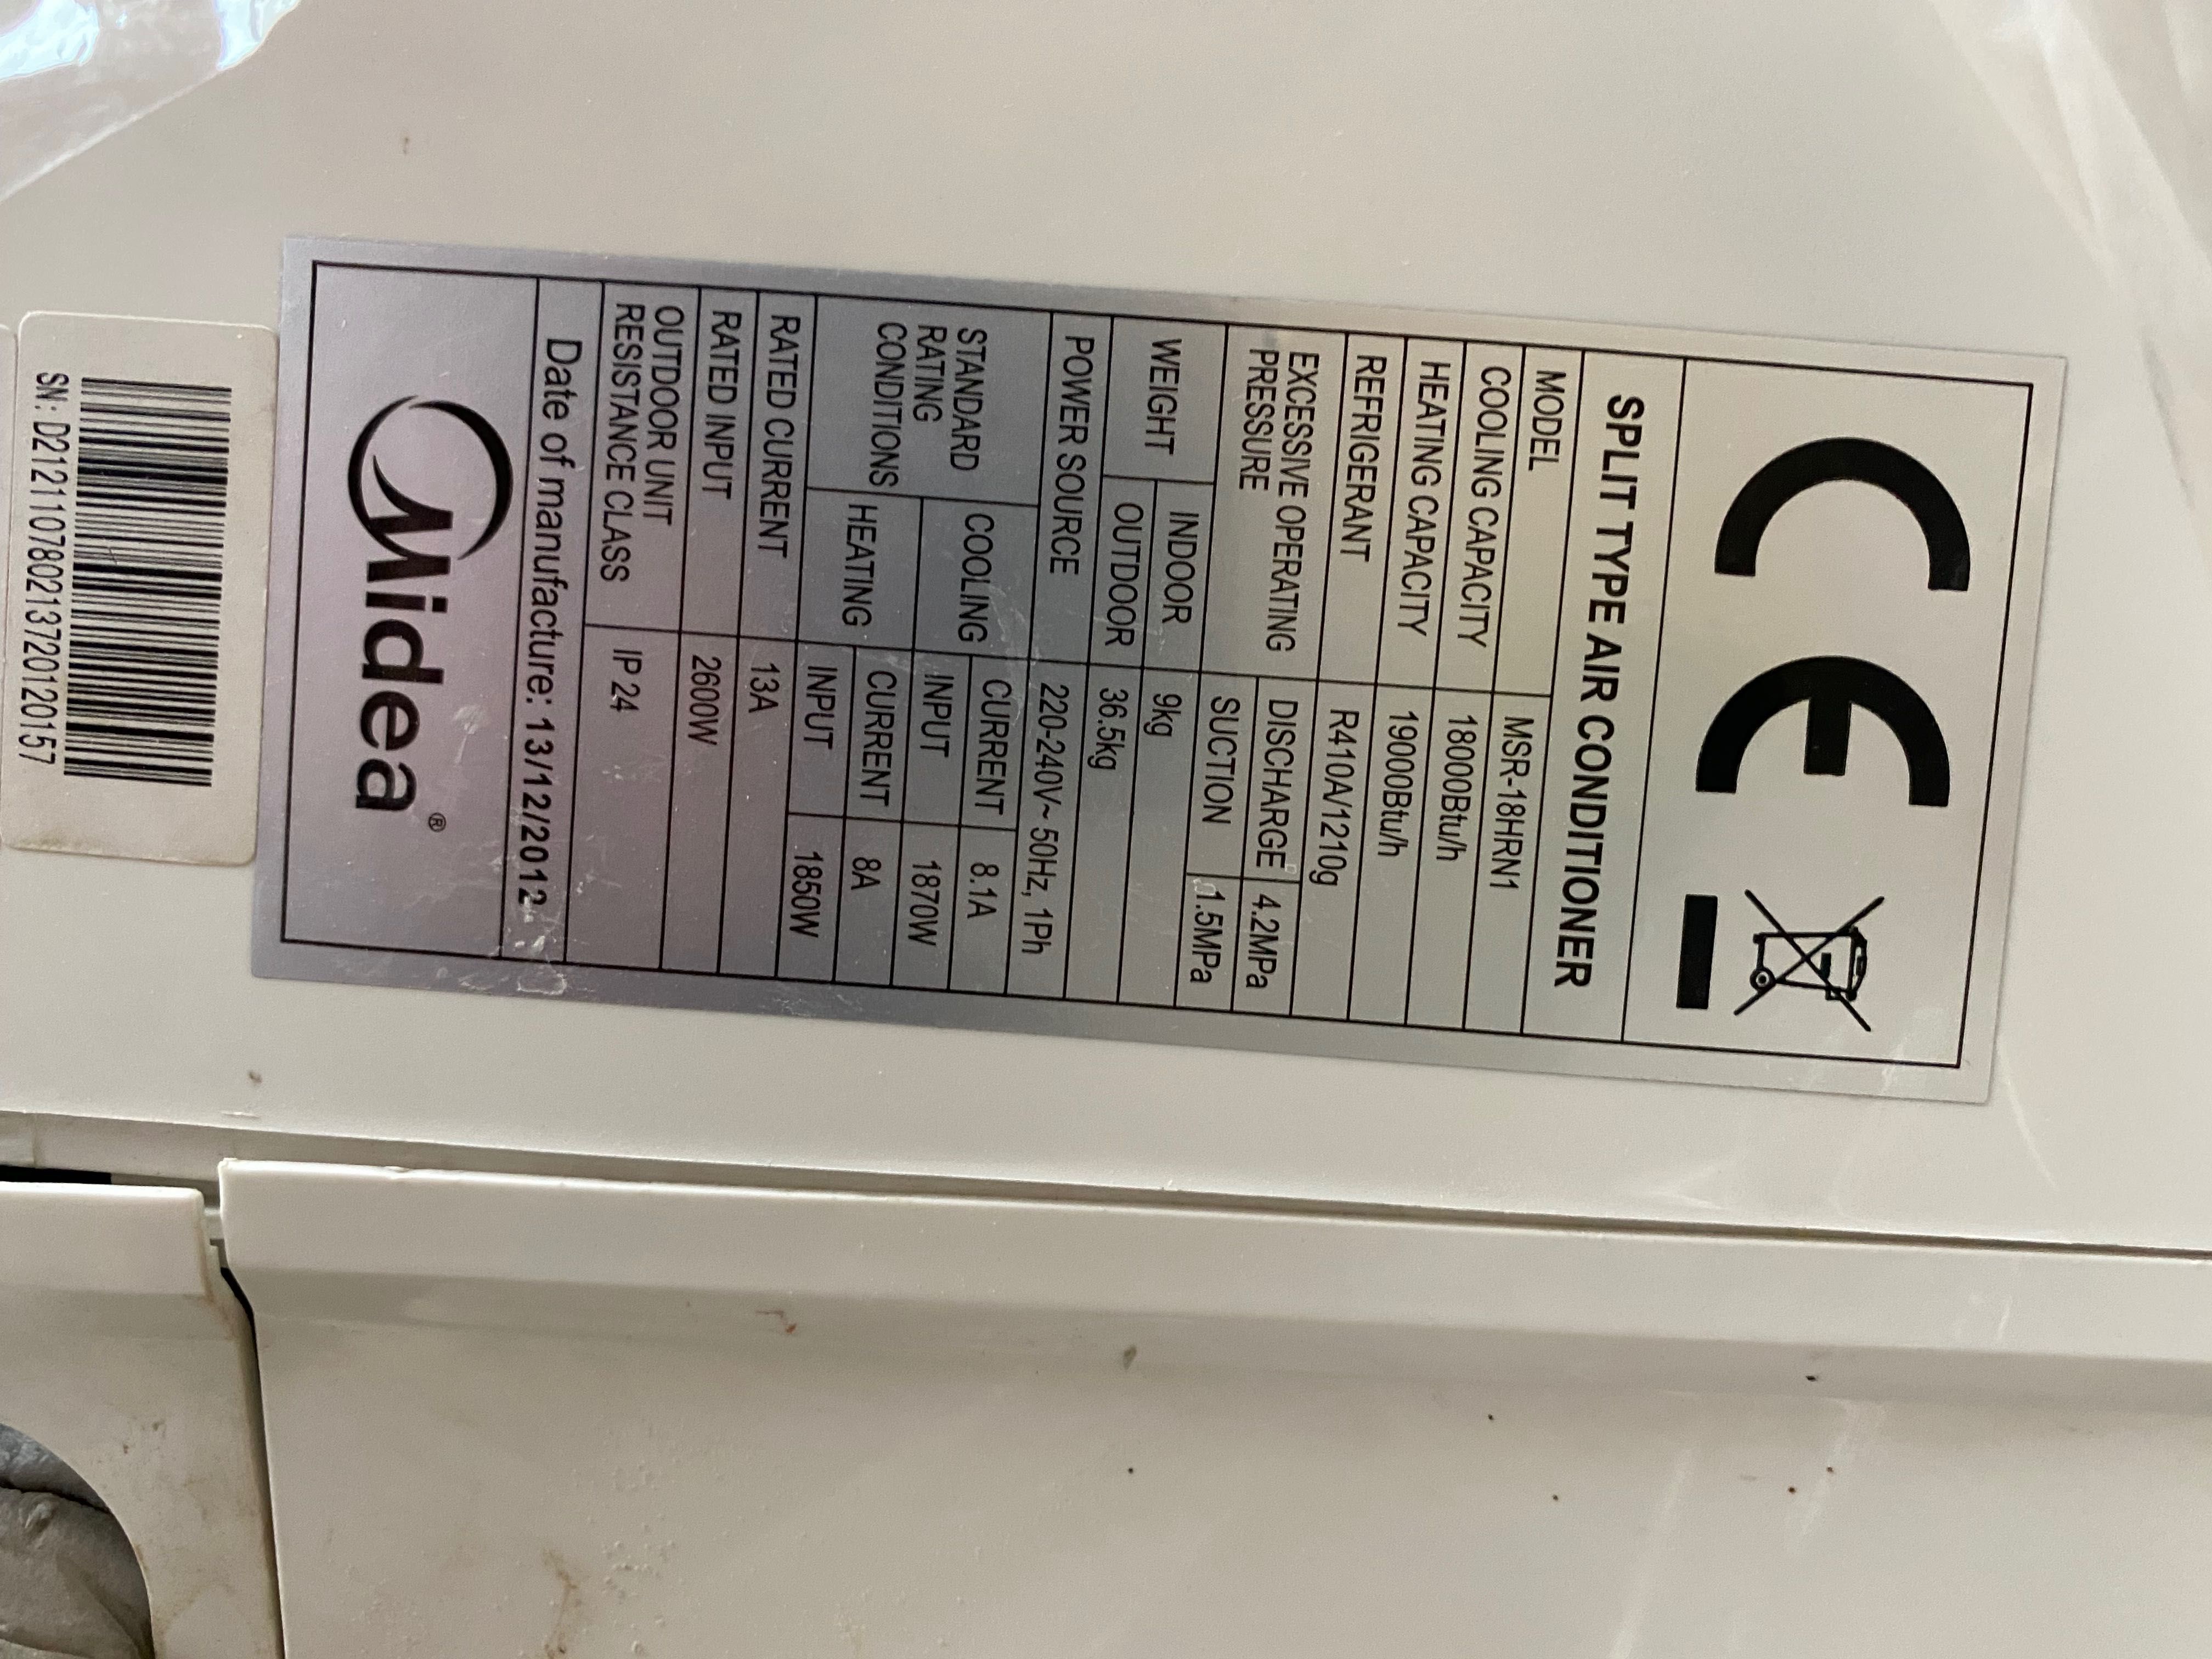 CE
SPLIT TYPE AIR CONDITIONER
MODEL MSR-18HRN1
COOLING CAPACITY 18000Btu/h
HEATING CAPACITY 19000Btu/h
REFRIGERANT R410A/1210g
EXCESSIVE OPERATING PRESSURE DISCHARGE 4.2MPa
SUCTION 1.5MPa
WEIGHT INDOOR 9kg
OUTDOOR 36.5kg
POWER SOURCE 220-240V~ 50Hz, 1Ph
STANDARD RATING CONDITIONS COOLING CURRENT 8.1A
INPUT 1870W
HEATING CURRENT 8A
INPUT 1850W
RATED CURRENT 13A
RATED INPUT 2600W
OUTDOOR UNIT RESISTANCE CLASS IP 24
Date of manufacture: 13/12/2012
Midea®
SN: D212110780213720120157